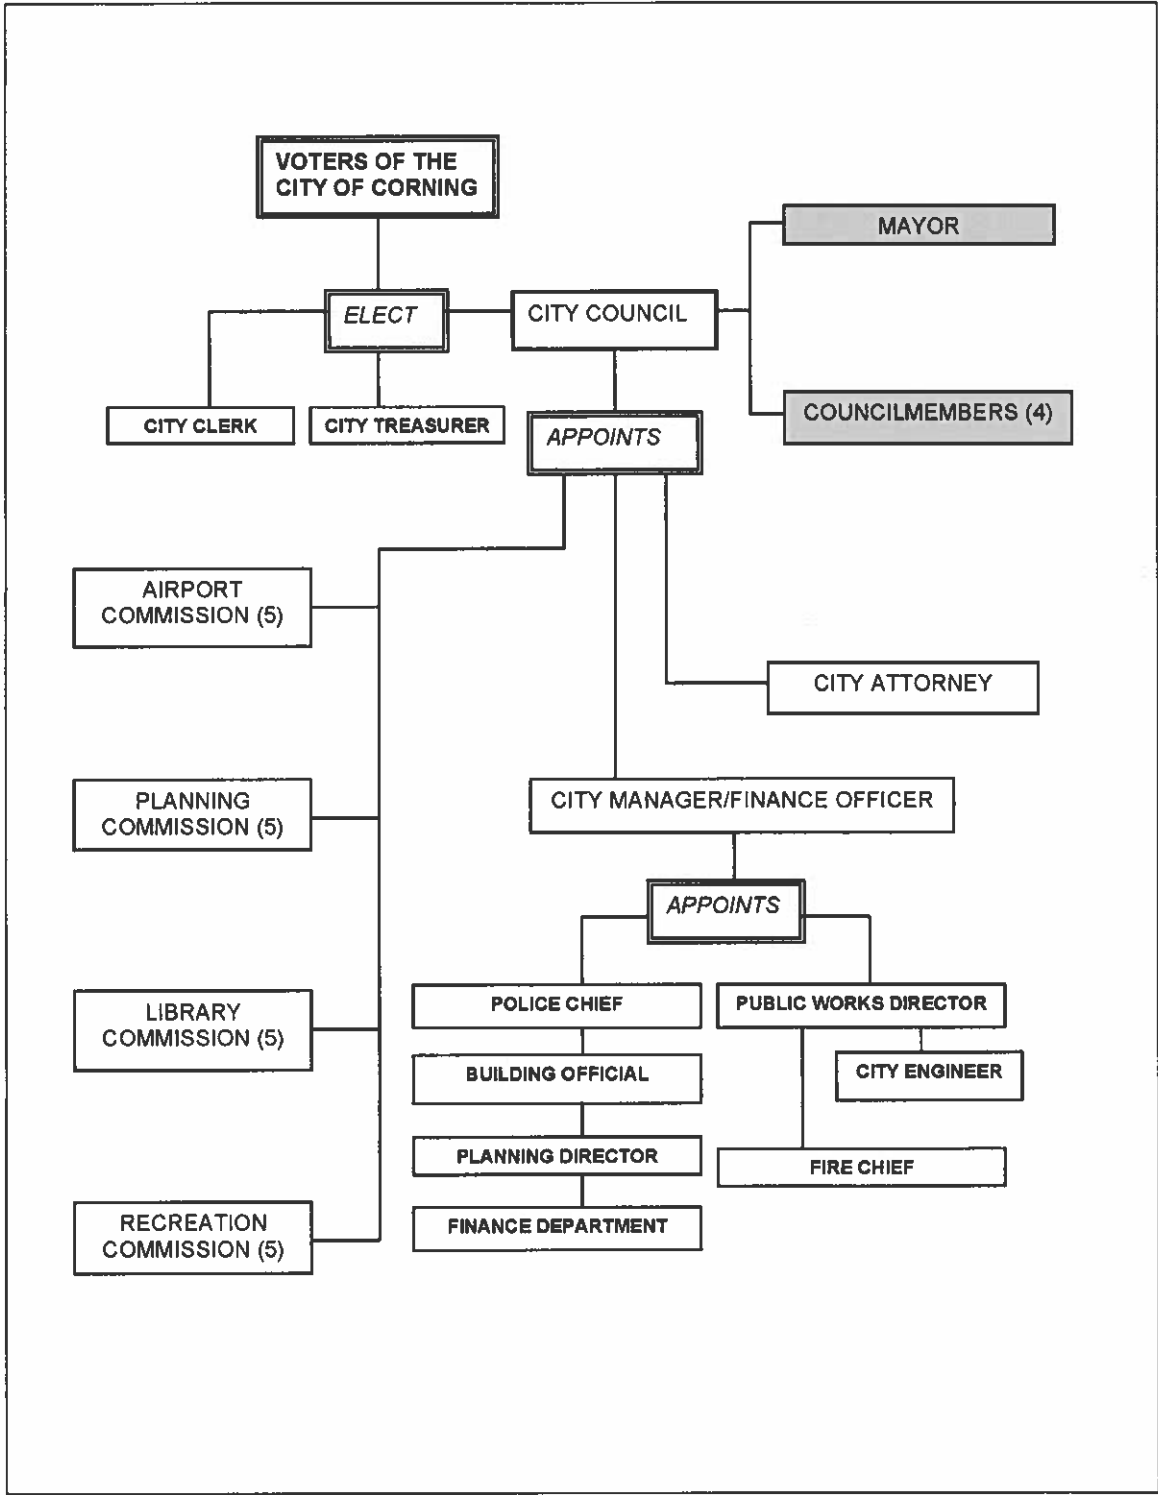 VOTERS OF THE
CITY OF CORNING
MAYOR
ELECT
CITY COUNCIL
CITY CLERK
CITY TREASURER
COUNCILMEMBERS (4)
APPOINTS
AIRPORT
COMMISSION (5)
CITY ATTORNEY
PLANNING
COMMISSION (5)
CITY MANAGER/FINANCE OFFICER
APPOINTS
LIBRARY
COMMISSION (5)
POLICE CHIEF
PUBLIC WORKS DIRECTOR
BUILDING OFFICIAL
CITY ENGINEER
PLANNING DIRECTOR
FIRE CHIEF
RECREATION
COMMISSION (5)
FINANCE DEPARTMENT